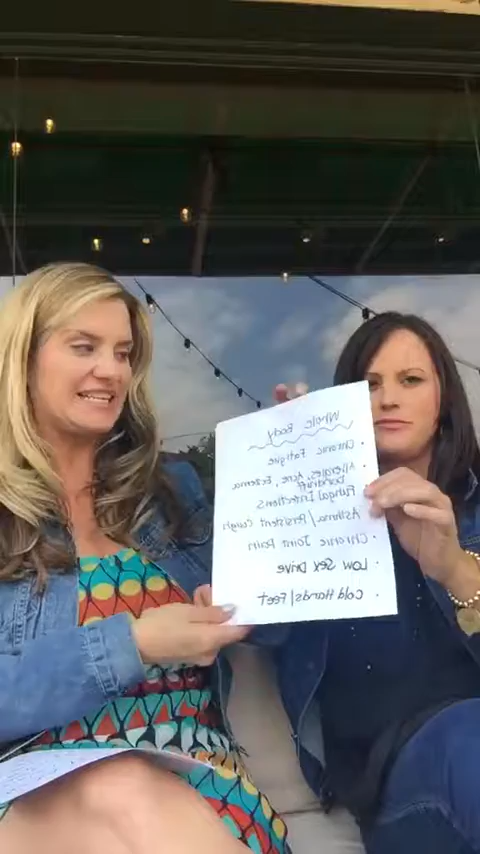 Whole Body
• Chronic Fatigue
• Allergies, Acne, Eczema
Dandruff
• Fungal Infections
Asthma/Persistent Cough
• Chronic Joint Pain
• Low Sex Drive
• Cold Hands/Feet